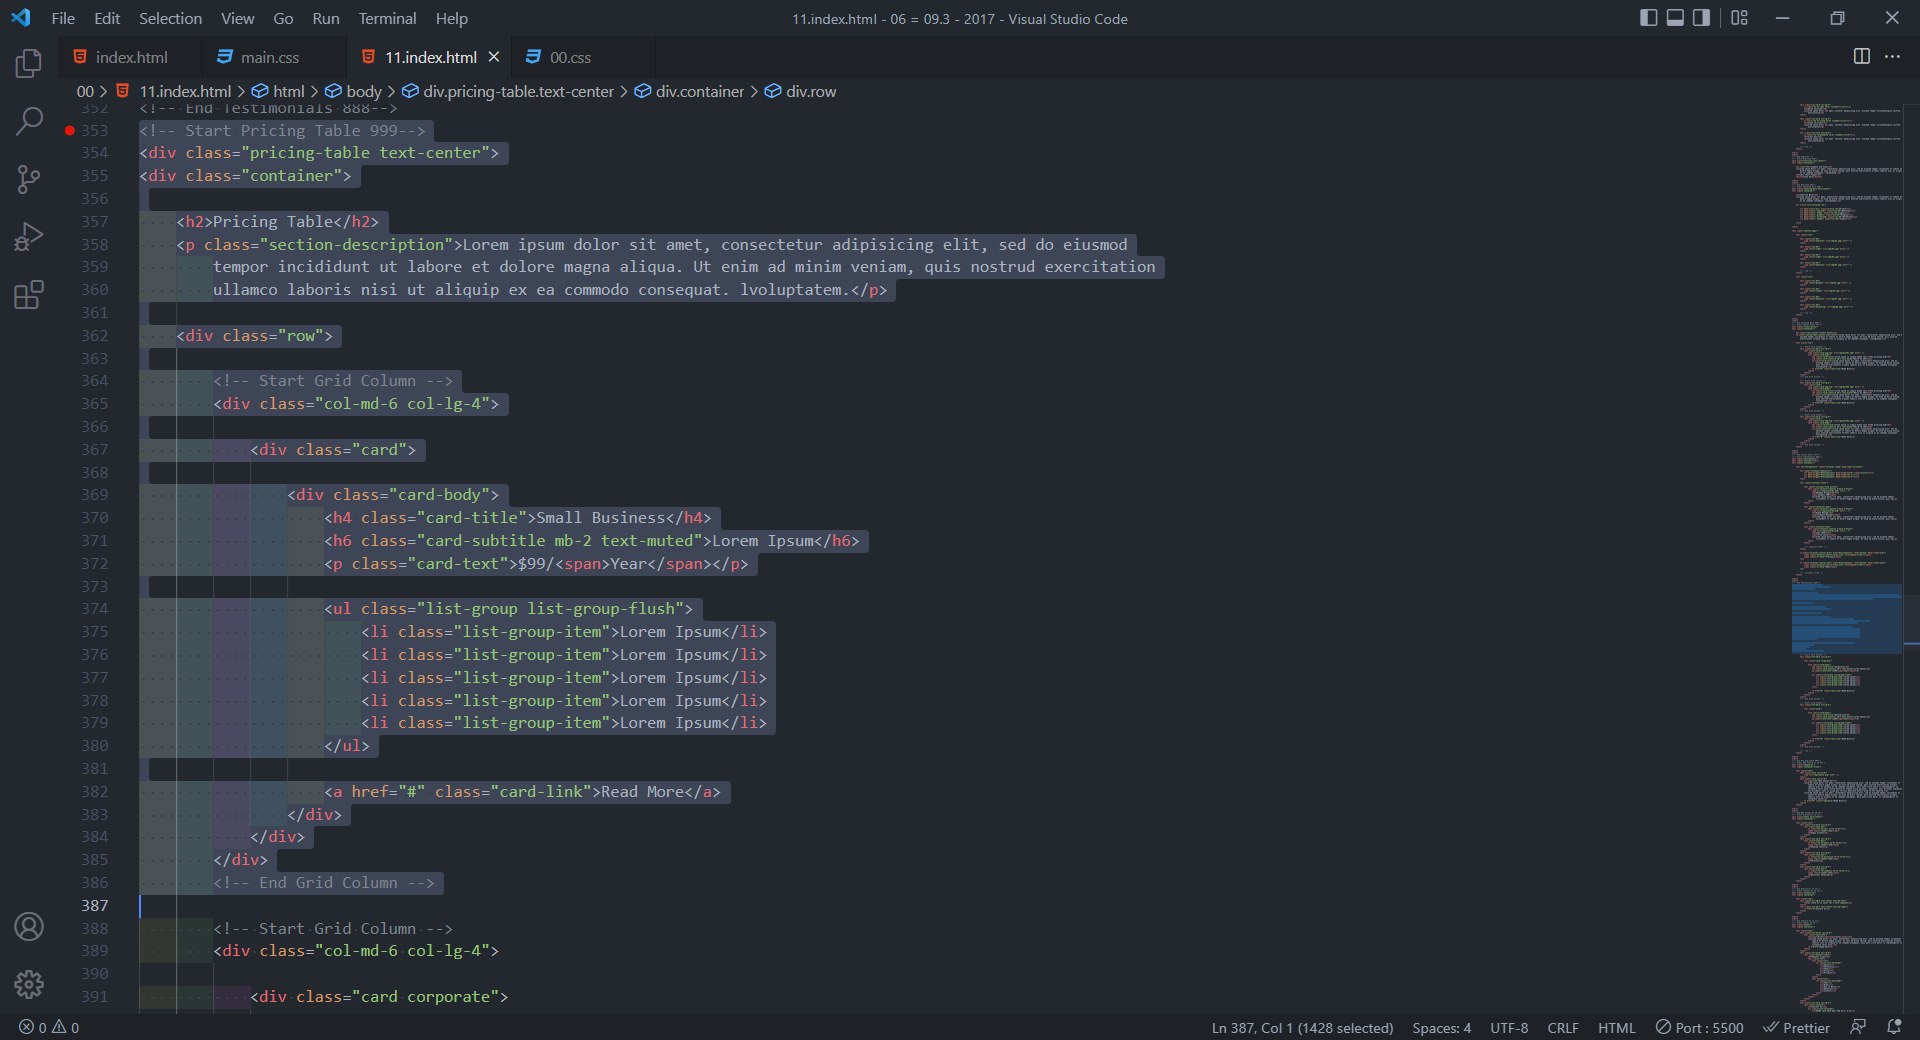 File Edit Selection View Go Run Terminal Help 11.index.html - 06 = 09.3 - 2017 - Visual Studio Code
index.html main.css 11.index.html 00.css
00 > 11.index.html > html > body > div.pricing-table.text-center > div.container > div.row
352 <!-- End Testimonials 888-->
353 <!-- Start Pricing Table 999-->
354 <div class="pricing-table text-center">
355 <div class="container">
356
357 <h2>Pricing Table</h2>
358 <p class="section-description">Lorem ipsum dolor sit amet, consectetur adipisicing elit, sed do eiusmod
359 tempor incididunt ut labore et dolore magna aliqua. Ut enim ad minim veniam, quis nostrud exercitation
360 ullamco laboris nisi ut aliquip ex ea commodo consequat. lvoluptatem.</p>
361
362 <div class="row">
363
364 <!-- Start Grid Column -->
365 <div class="col-md-6 col-lg-4">
366
367 <div class="card">
368
369 <div class="card-body">
370 <h4 class="card-title">Small Business</h4>
371 <h6 class="card-subtitle mb-2 text-muted">Lorem Ipsum</h6>
372 <p class="card-text">$99/<span>Year</span></p>
373
374 <ul class="list-group list-group-flush">
375 <li class="list-group-item">Lorem Ipsum</li>
376 <li class="list-group-item">Lorem Ipsum</li>
377 <li class="list-group-item">Lorem Ipsum</li>
378 <li class="list-group-item">Lorem Ipsum</li>
379 <li class="list-group-item">Lorem Ipsum</li>
380 </ul>
381
382 <a href="#" class="card-link">Read More</a>
383 </div>
384 </div>
385 </div>
386 <!-- End Grid Column -->
387
388 <!-- Start Grid Column -->
389 <div class="col-md-6 col-lg-4">
390
391 <div class="card corporate">
0 0 Ln 387, Col 1 (1428 selected) Spaces: 4 UTF-8 CRLF HTML Port : 5500 Prettier